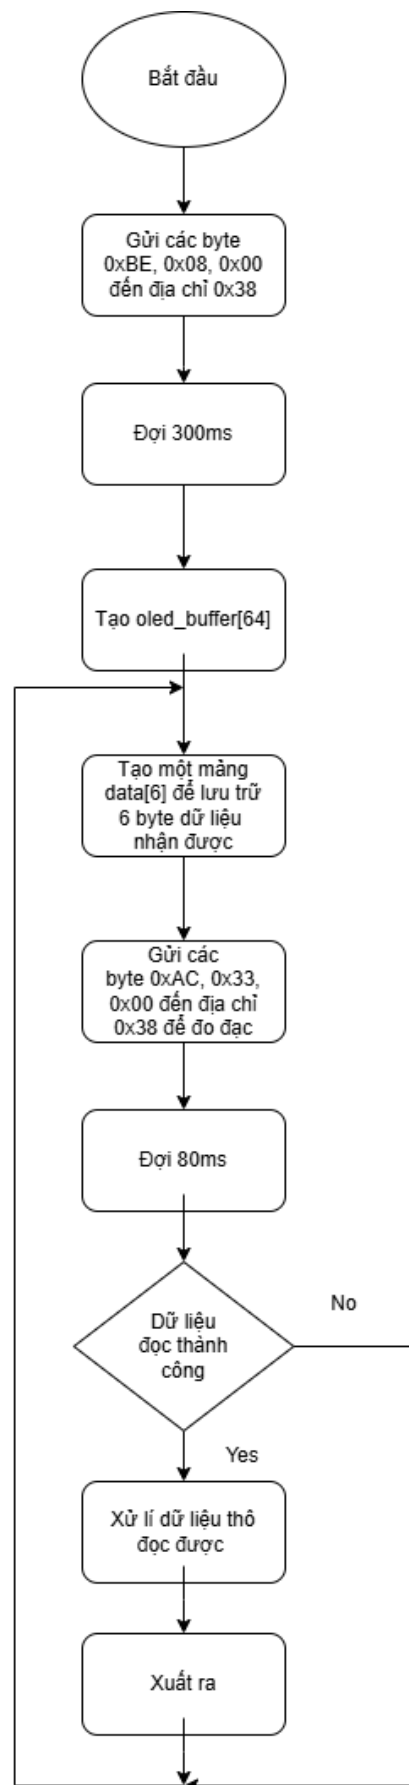 Bắt đầu
Gửi các byte
0xBE, 0x08, 0x00
đến địa chỉ 0x38
Đợi 300ms
Tạo oled_buffer[64]
Tạo một mảng
data[6] để lưu trữ
6 byte dữ liệu
nhận được
Gửi các
byte 0xAC, 0x33,
0x00 đến địa chỉ
0x38 để đo đạc
Đợi 80ms
Dữ liệu
đọc thành
công
No
Yes
Xử lí dữ liệu thô
đọc được
Xuất ra